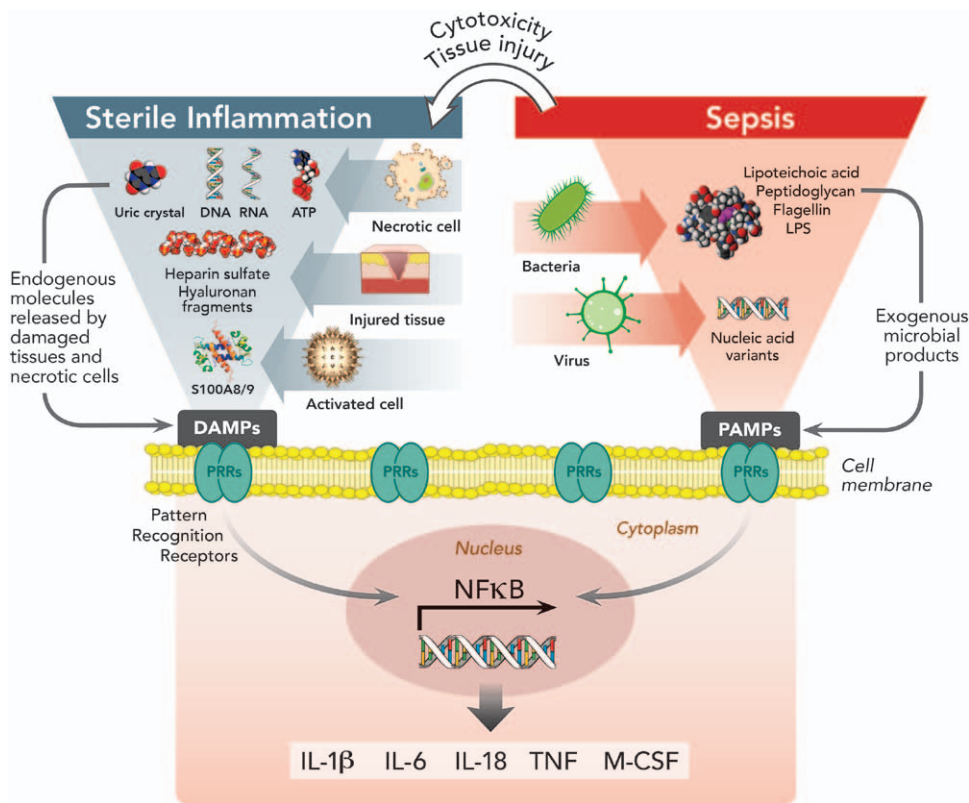 Cytotoxicity
Tissue injury
Sterile Inflammation
Sepsis
Uric crystal
DNA
RNA
ATP
Necrotic cell
Heparin sulfate
Hyaluronan
fragments
Injured tissue
S100A8/9
Activated cell
Endogenous
molecules
released by
damaged
tissues and
necrotic cells
Bacteria
Lipoteichoic acid
Peptidoglycan
Flagellin
LPS
Virus
Nucleic acid
variants
Exogenous
microbial
products
DAMPs
PAMPs
PRRs
PRRs
PRRs
PRRs
Cell
membrane
Pattern
Recognition
Receptors
Cytoplasm
Nucleus
NFκB
IL-1β IL-6 IL-18 TNF M-CSF